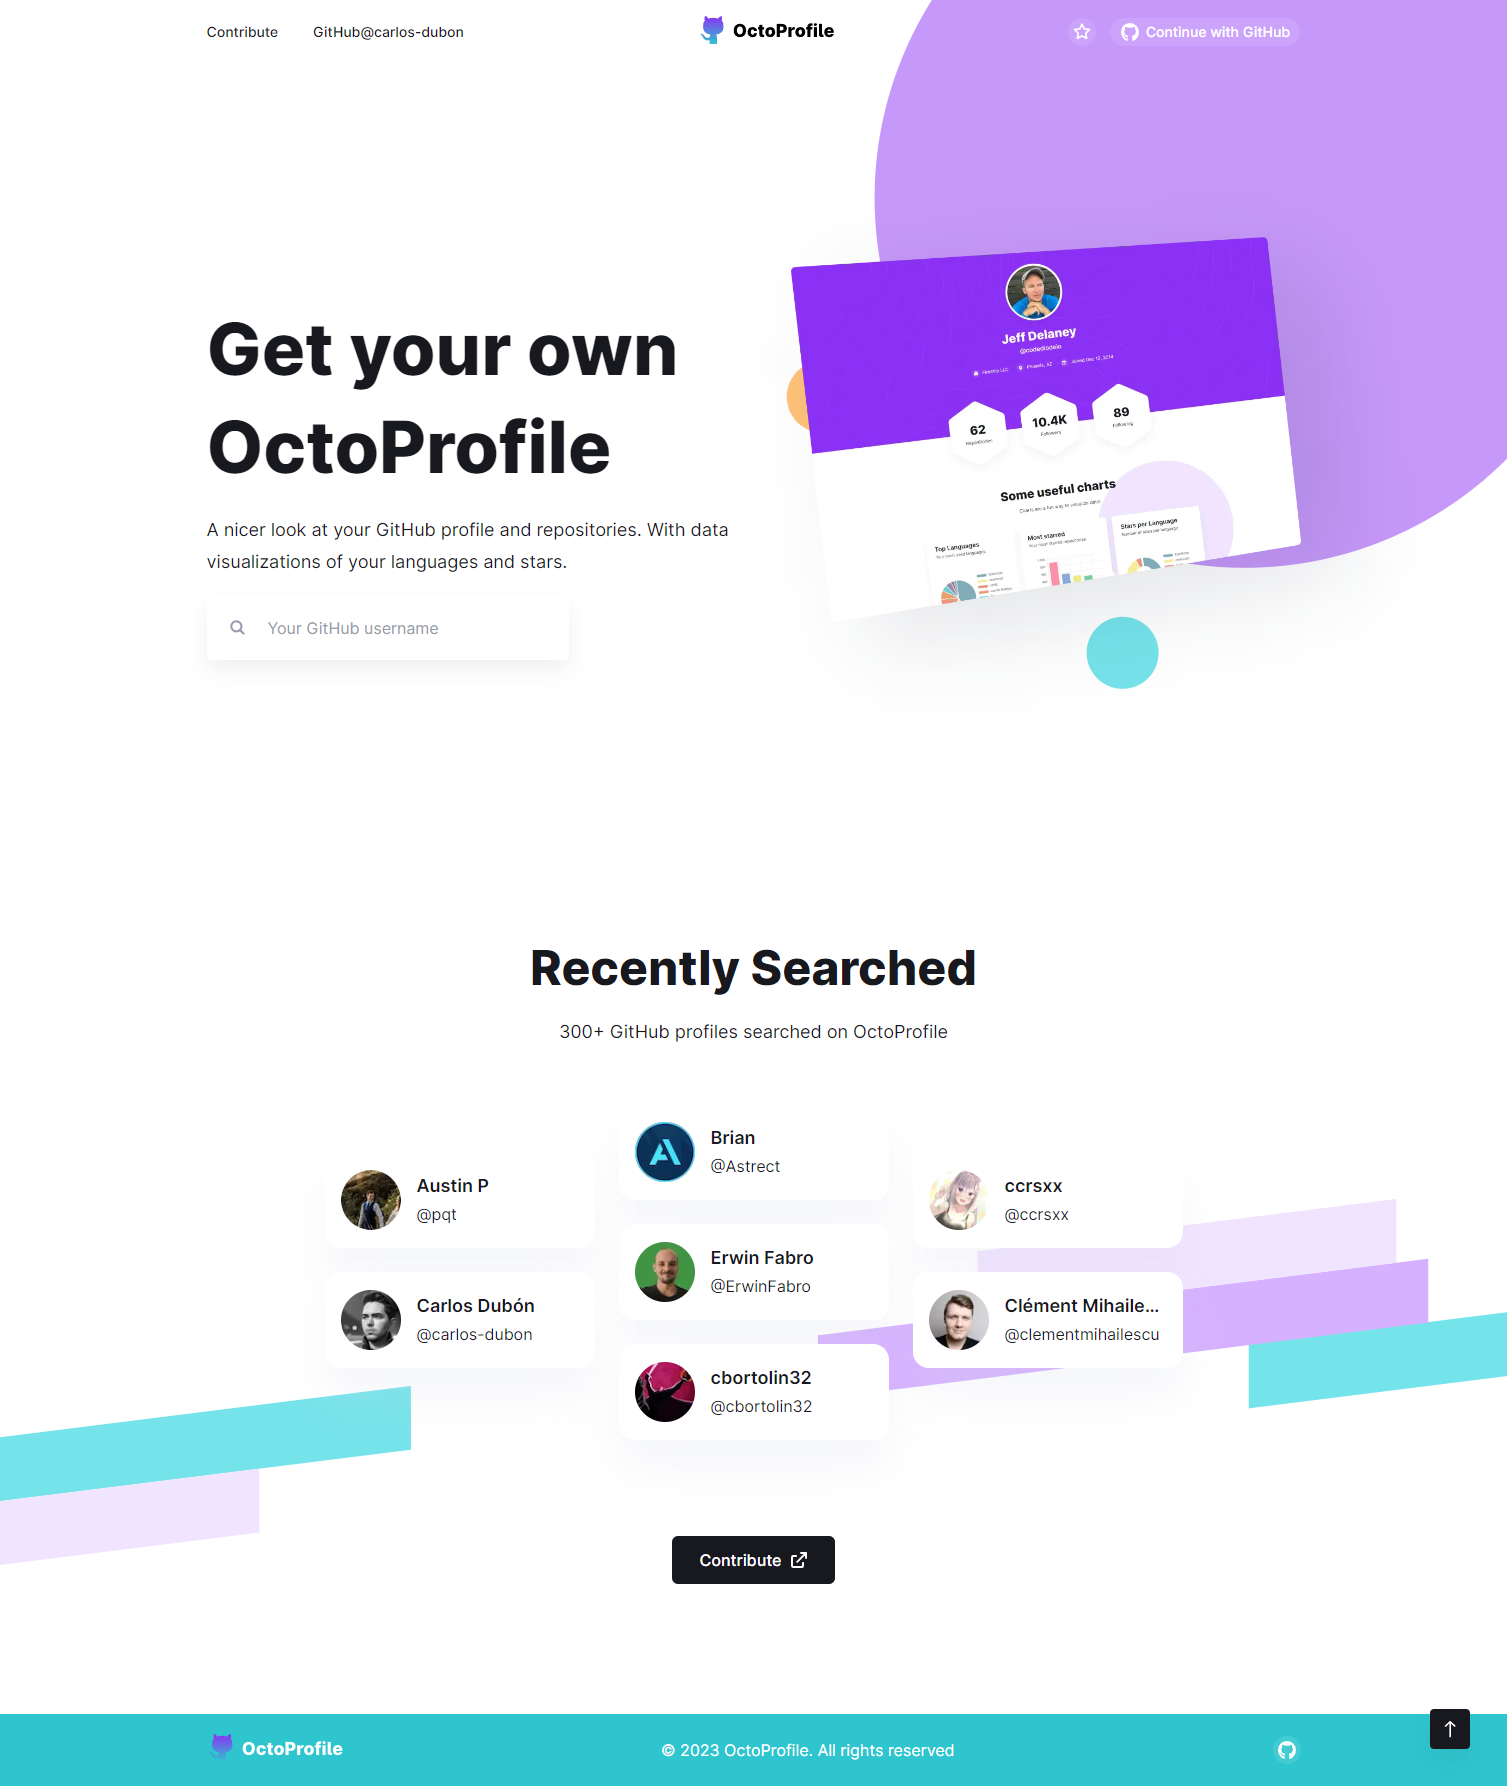 Contribute
GitHub@carlos-dubon
OctoProfile
Continue with GitHub
Get your own
OctoProfile
A nicer look at your GitHub profile and repositories. With data
visualizations of your languages and stars.
Your GitHub username
Jeff Delaney
62
Repositories
10.4K
Followers
89
Following
Some useful charts
Top Languages
Most starred
Stars per Language
Recently Searched
300+ GitHub profiles searched on OctoProfile
Austin P
@pqt
Carlos Dubón
@carlos-dubon
Brian
@Astrect
Erwin Fabro
@ErwinFabro
cbortolin32
@cbortolin32
ccrsxx
@ccrsxx
Clément Mihaile...
@clementmihailescu
Contribute
OctoProfile
© 2023 OctoProfile. All rights reserved